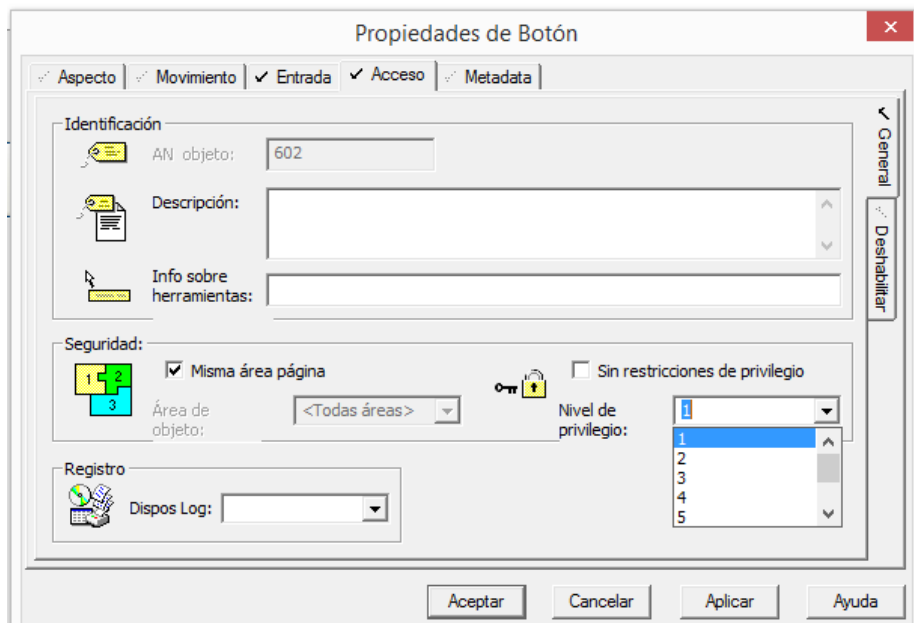 Propiedades de Botón
Aspecto Movimiento Entrada Acceso Metadata
General
Deshabilitar
Identificación
AN objeto: 602
Descripción:
Info sobre
herramientas:
Seguridad:
1 2 3
Misma área página
Sin restricciones de privilegio
Área de
objeto:
<Todas áreas>
Nivel de
privilegio:
1
1
2
3
4
5
Registro
Dispos Log:
Aceptar Cancelar Aplicar Ayuda